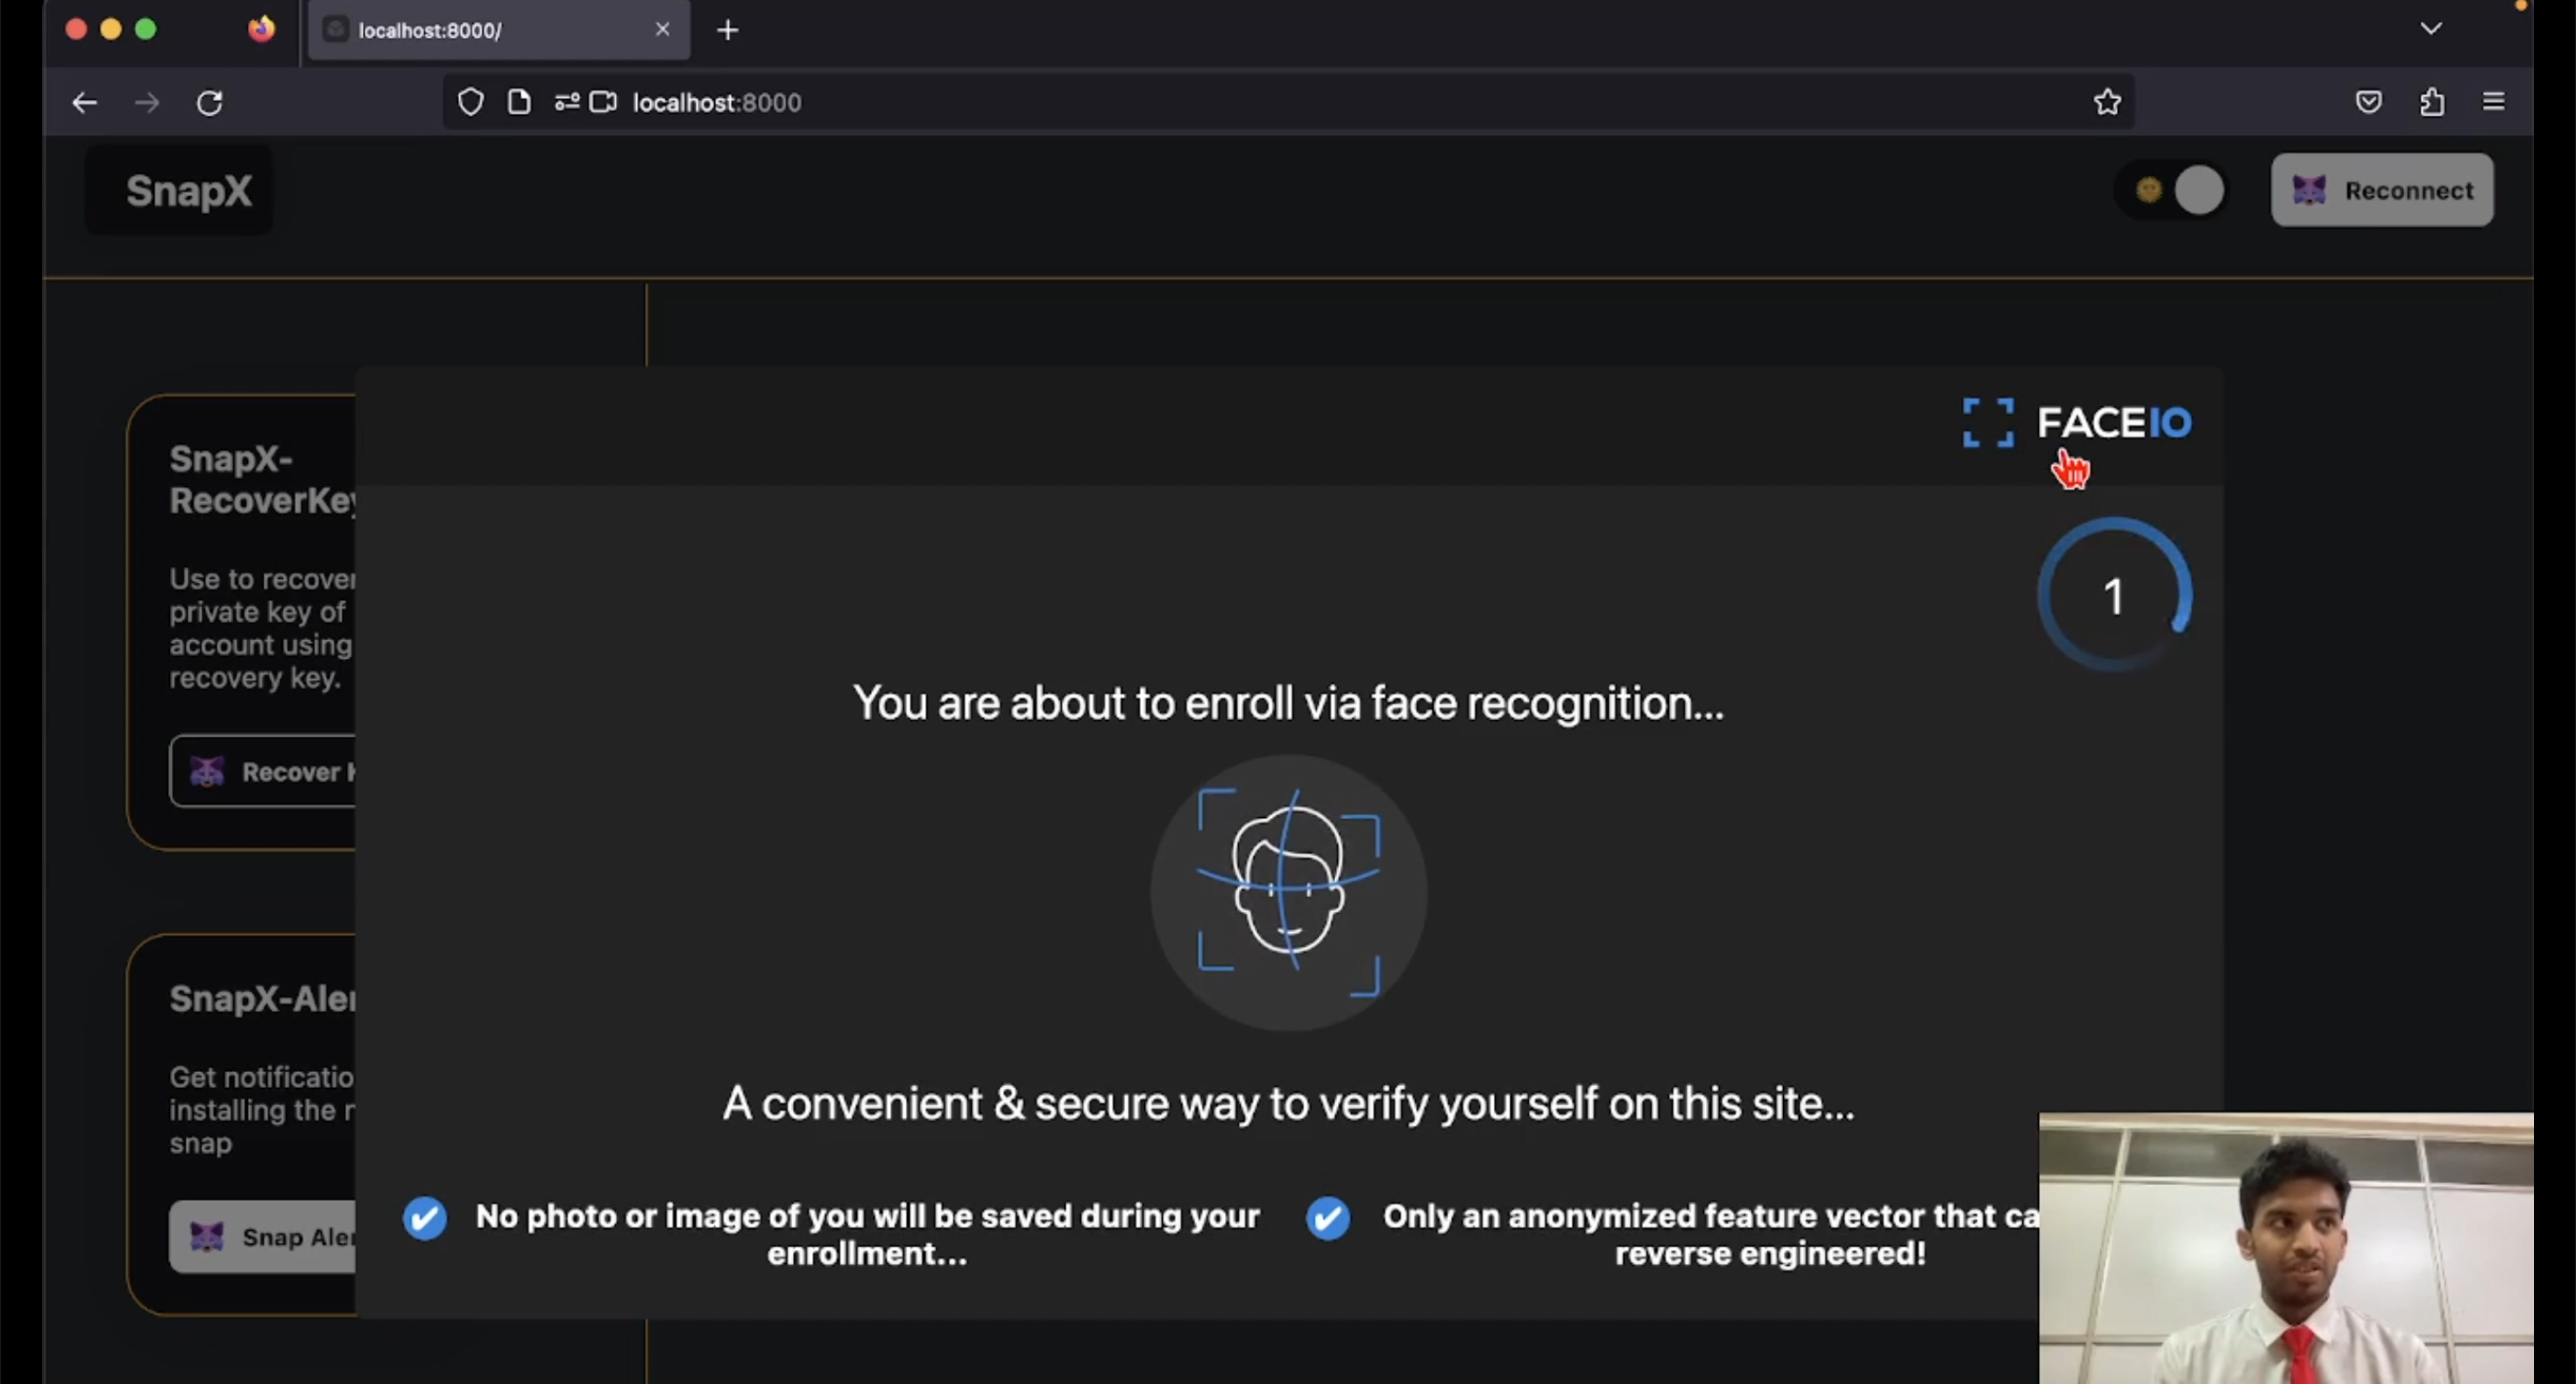 localhost:8000/
localhost:8000
SnapX
Reconnect
FACEIO
1
SnapX-
RecoverKey
Use to recover
private key of
account using
recovery key.
Recover
You are about to enroll via face recognition...
A convenient & secure way to verify yourself on this site...
SnapX-Aler
Get notificatio
installing the
snap
Snap Aler
No photo or image of you will be saved during your
enrollment...
Only an anonymized feature vector that ca
reverse engineered!